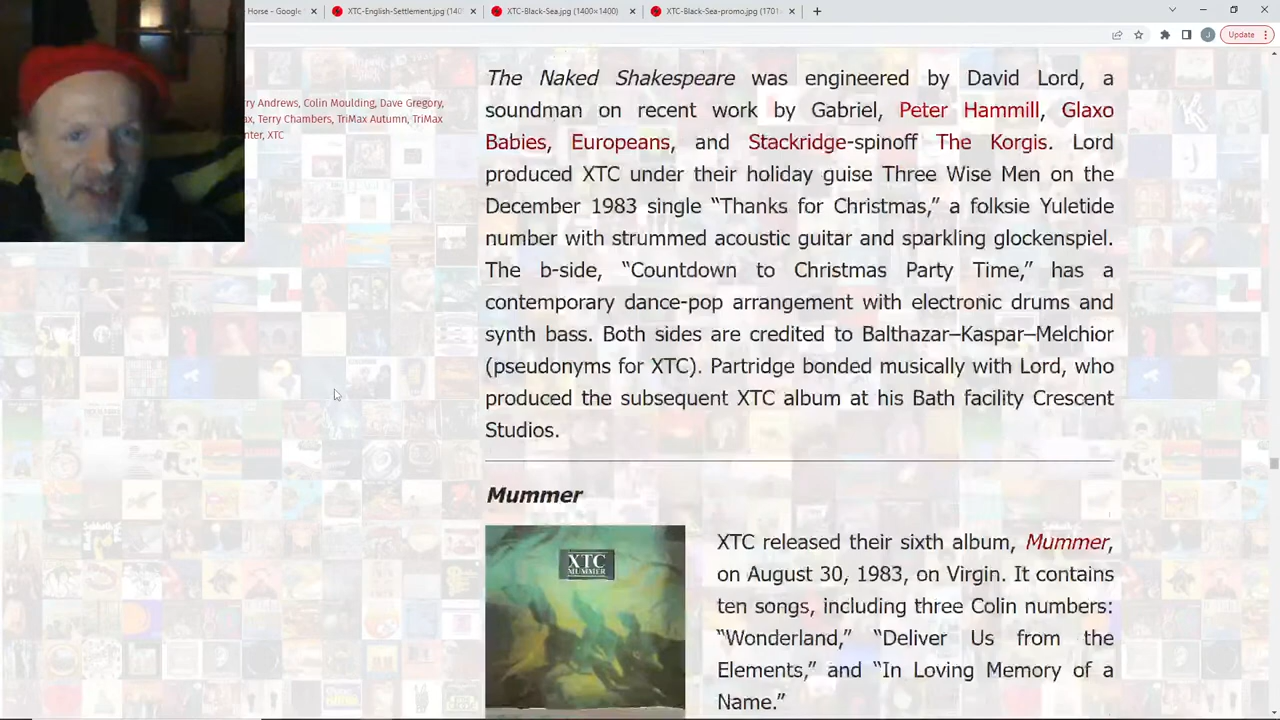 Horse - Google
XTC-English-Settlement.jpg (140
XTC-Black-Sea.jpg (1400×1400)
XTC-Black-Sea-promo.jpg (1701×
J
Update
ry Andrews, Colin Moulding, Dave Gregory,
ax, Terry Chambers, TriMax Autumn, TriMax
nter, XTC
The Naked Shakespeare was engineered by David Lord, a
soundman on recent work by Gabriel, Peter Hammill, Glaxo
Babies, Europeans, and Stackridge-spinoff The Korgis. Lord
produced XTC under their holiday guise Three Wise Men on the
December 1983 single “Thanks for Christmas,” a folksie Yuletide
number with strummed acoustic guitar and sparkling glockenspiel.
The b-side, “Countdown to Christmas Party Time,” has a
contemporary dance-pop arrangement with electronic drums and
synth bass. Both sides are credited to Balthazar–Kaspar–Melchior
(pseudonyms for XTC). Partridge bonded musically with Lord, who
produced the subsequent XTC album at his Bath facility Crescent
Studios.
Mummer
XTC
MUMMER
XTC released their sixth album, Mummer,
on August 30, 1983, on Virgin. It contains
ten songs, including three Colin numbers:
“Wonderland,” “Deliver Us from the
Elements,” and “In Loving Memory of a
Name.”